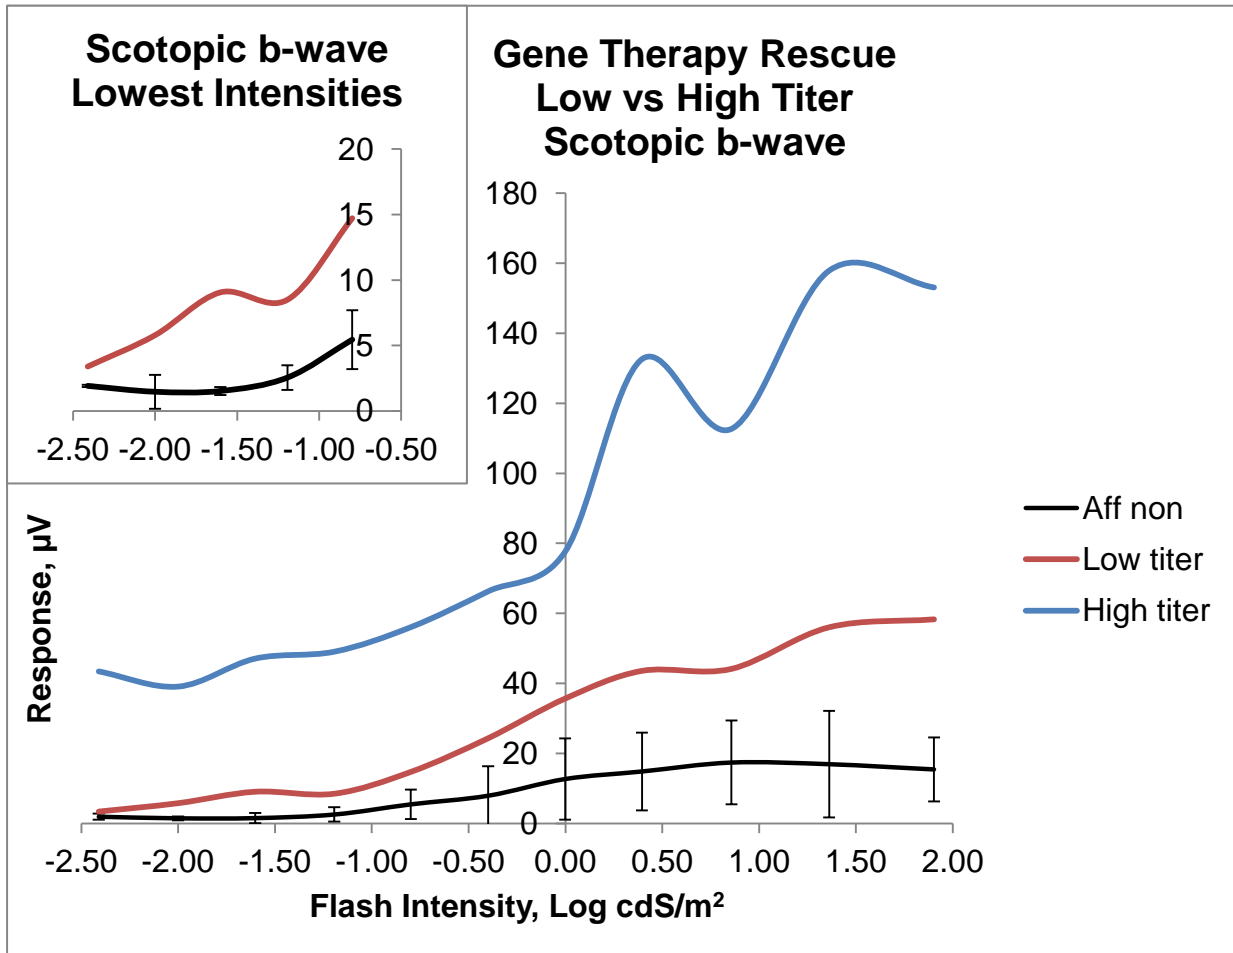 Scotopic b-wave
Lowest Intensities
20
15
10
5
0
-2.50 -2.00 -1.50 -1.00 -0.50
Gene Therapy Rescue
Low vs High Titer
Scotopic b-wave
180
160
140
120
100
80
60
40
20
0
-2.50 -2.00 -1.50 -1.00 -0.50 0.00 0.50 1.00 1.50 2.00
Response, µV
Flash Intensity, Log cdS/m²
Aff non
Low titer
High titer